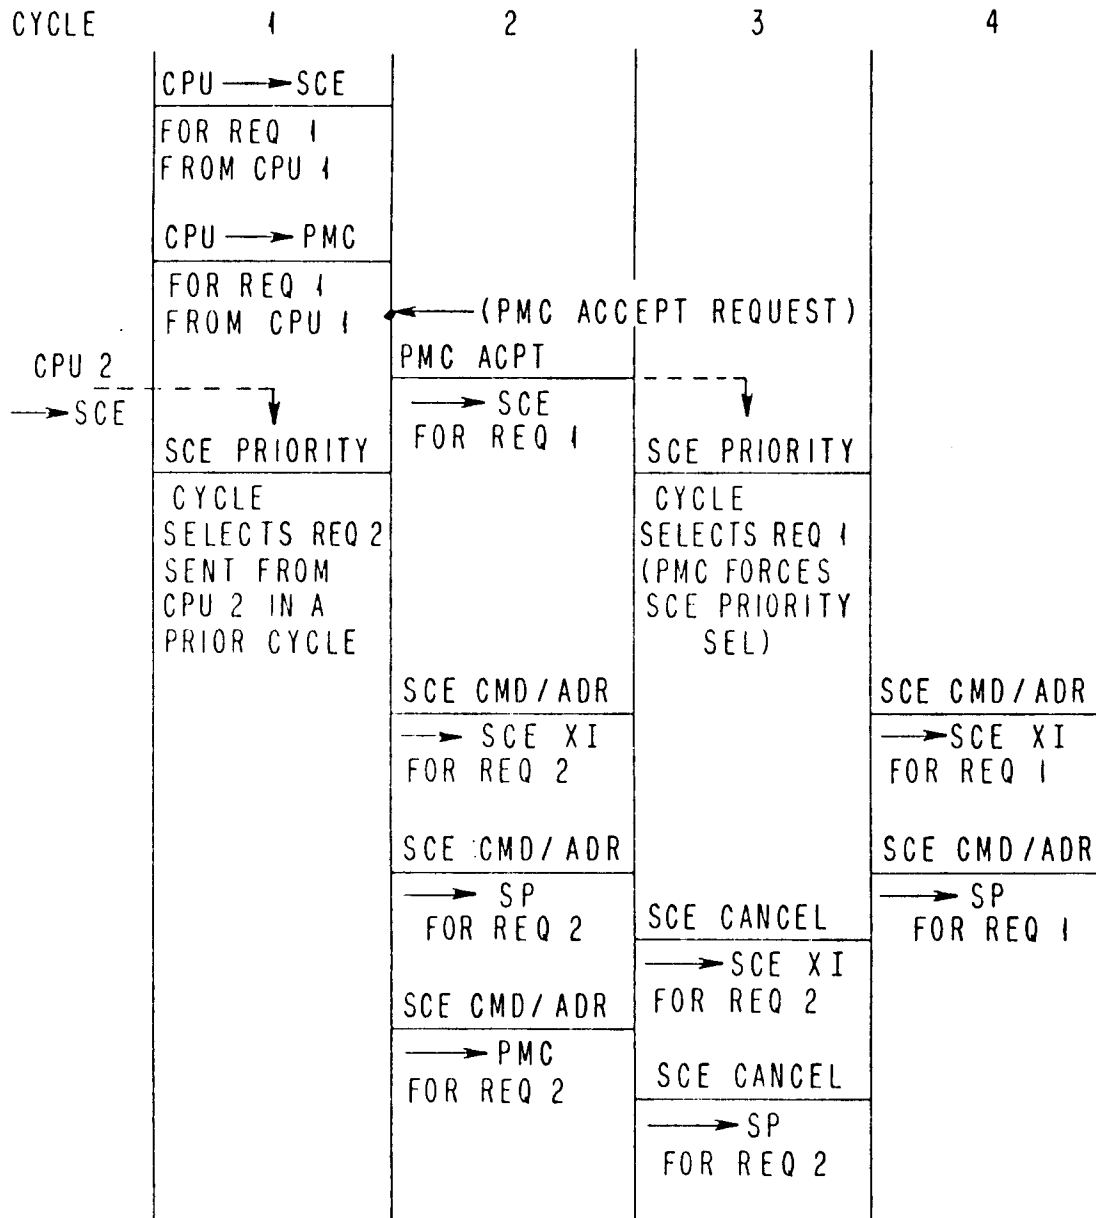 CYCLE 1 2 3 4
CPU → SCE
FOR REQ 1
FROM CPU 1
CPU → PMC
FOR REQ 1
FROM CPU 1
(PMC ACCEPT REQUEST)
CPU 2
→ SCE
SCE PRIORITY
CYCLE
SELECTS REQ 2
SENT FROM
CPU 2 IN A
PRIOR CYCLE
PMC ACPT
→ SCE
FOR REQ 1
SCE CMD/ADR
→ SCE XI
FOR REQ 2
SCE CMD/ADR
→ SP
FOR REQ 2
SCE CMD/ADR
→ PMC
FOR REQ 2
SCE PRIORITY
CYCLE
SELECTS REQ 1
(PMC FORCES
SCE PRIORITY
SEL)
SCE CANCEL
→ SCE XI
FOR REQ 2
SCE CANCEL
→ SP
FOR REQ 2
SCE CMD/ADR
→ SCE XI
FOR REQ 1
SCE CMD/ADR
→ SP
FOR REQ 1